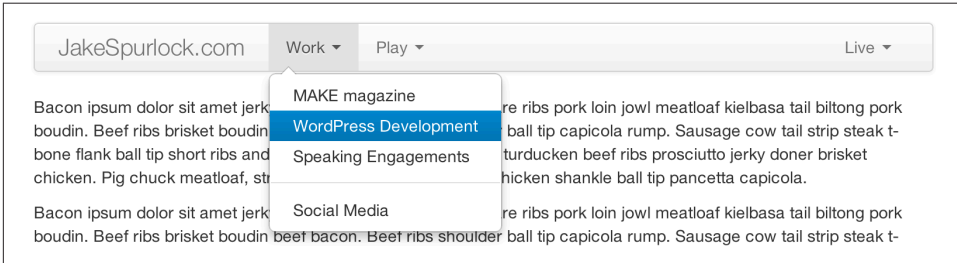 JakeSpurlock.com Work Play Live
MAKE magazine
WordPress Development
Speaking Engagements
Social Media
Bacon ipsum dolor sit amet jerk re ribs pork loin jowl meatloaf kielbasa tail biltong pork
boudin. Beef ribs brisket boudin ball tip capicola rump. Sausage cow tail strip steak t-
bone flank ball tip short ribs and turducken beef ribs prosciutto jerky doner brisket
chicken. Pig chuck meatloaf, hicken shankle ball tip pancetta capicola.
Bacon ipsum dolor sit amet jerk re ribs pork loin jowl meatloaf kielbasa tail biltong pork
boudin. Beef ribs brisket boudin beef bacon. Beef ribs shoulder ball tip capicola rump. Sausage cow tail strip steak t-